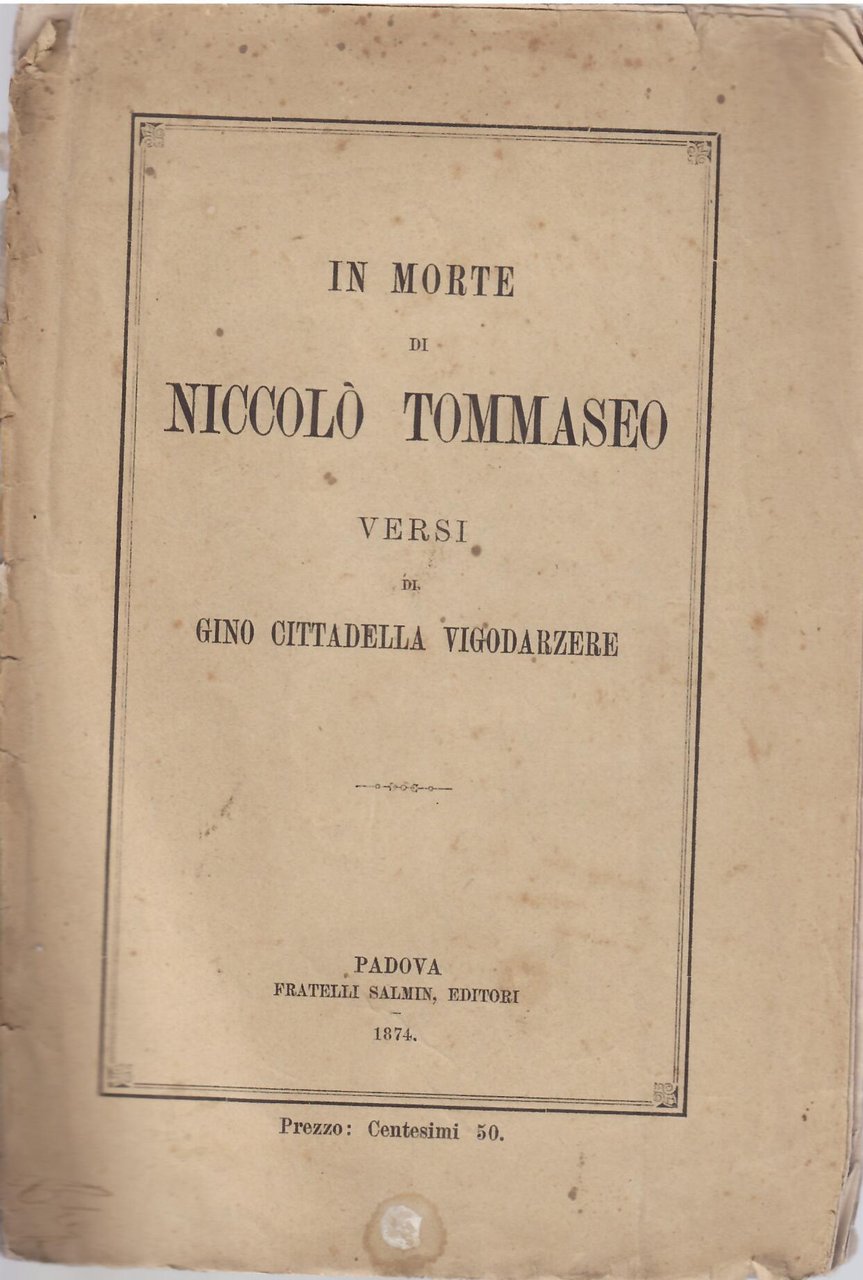 IN MORTE
DI
NICCOLÒ TOMMASEO
VERSI
DI
GINO CITTADELLA VIGODARZERE
PADOVA
FRATELLI SALMIN, EDITORI
1874.
Prezzo: Centesimi 50.